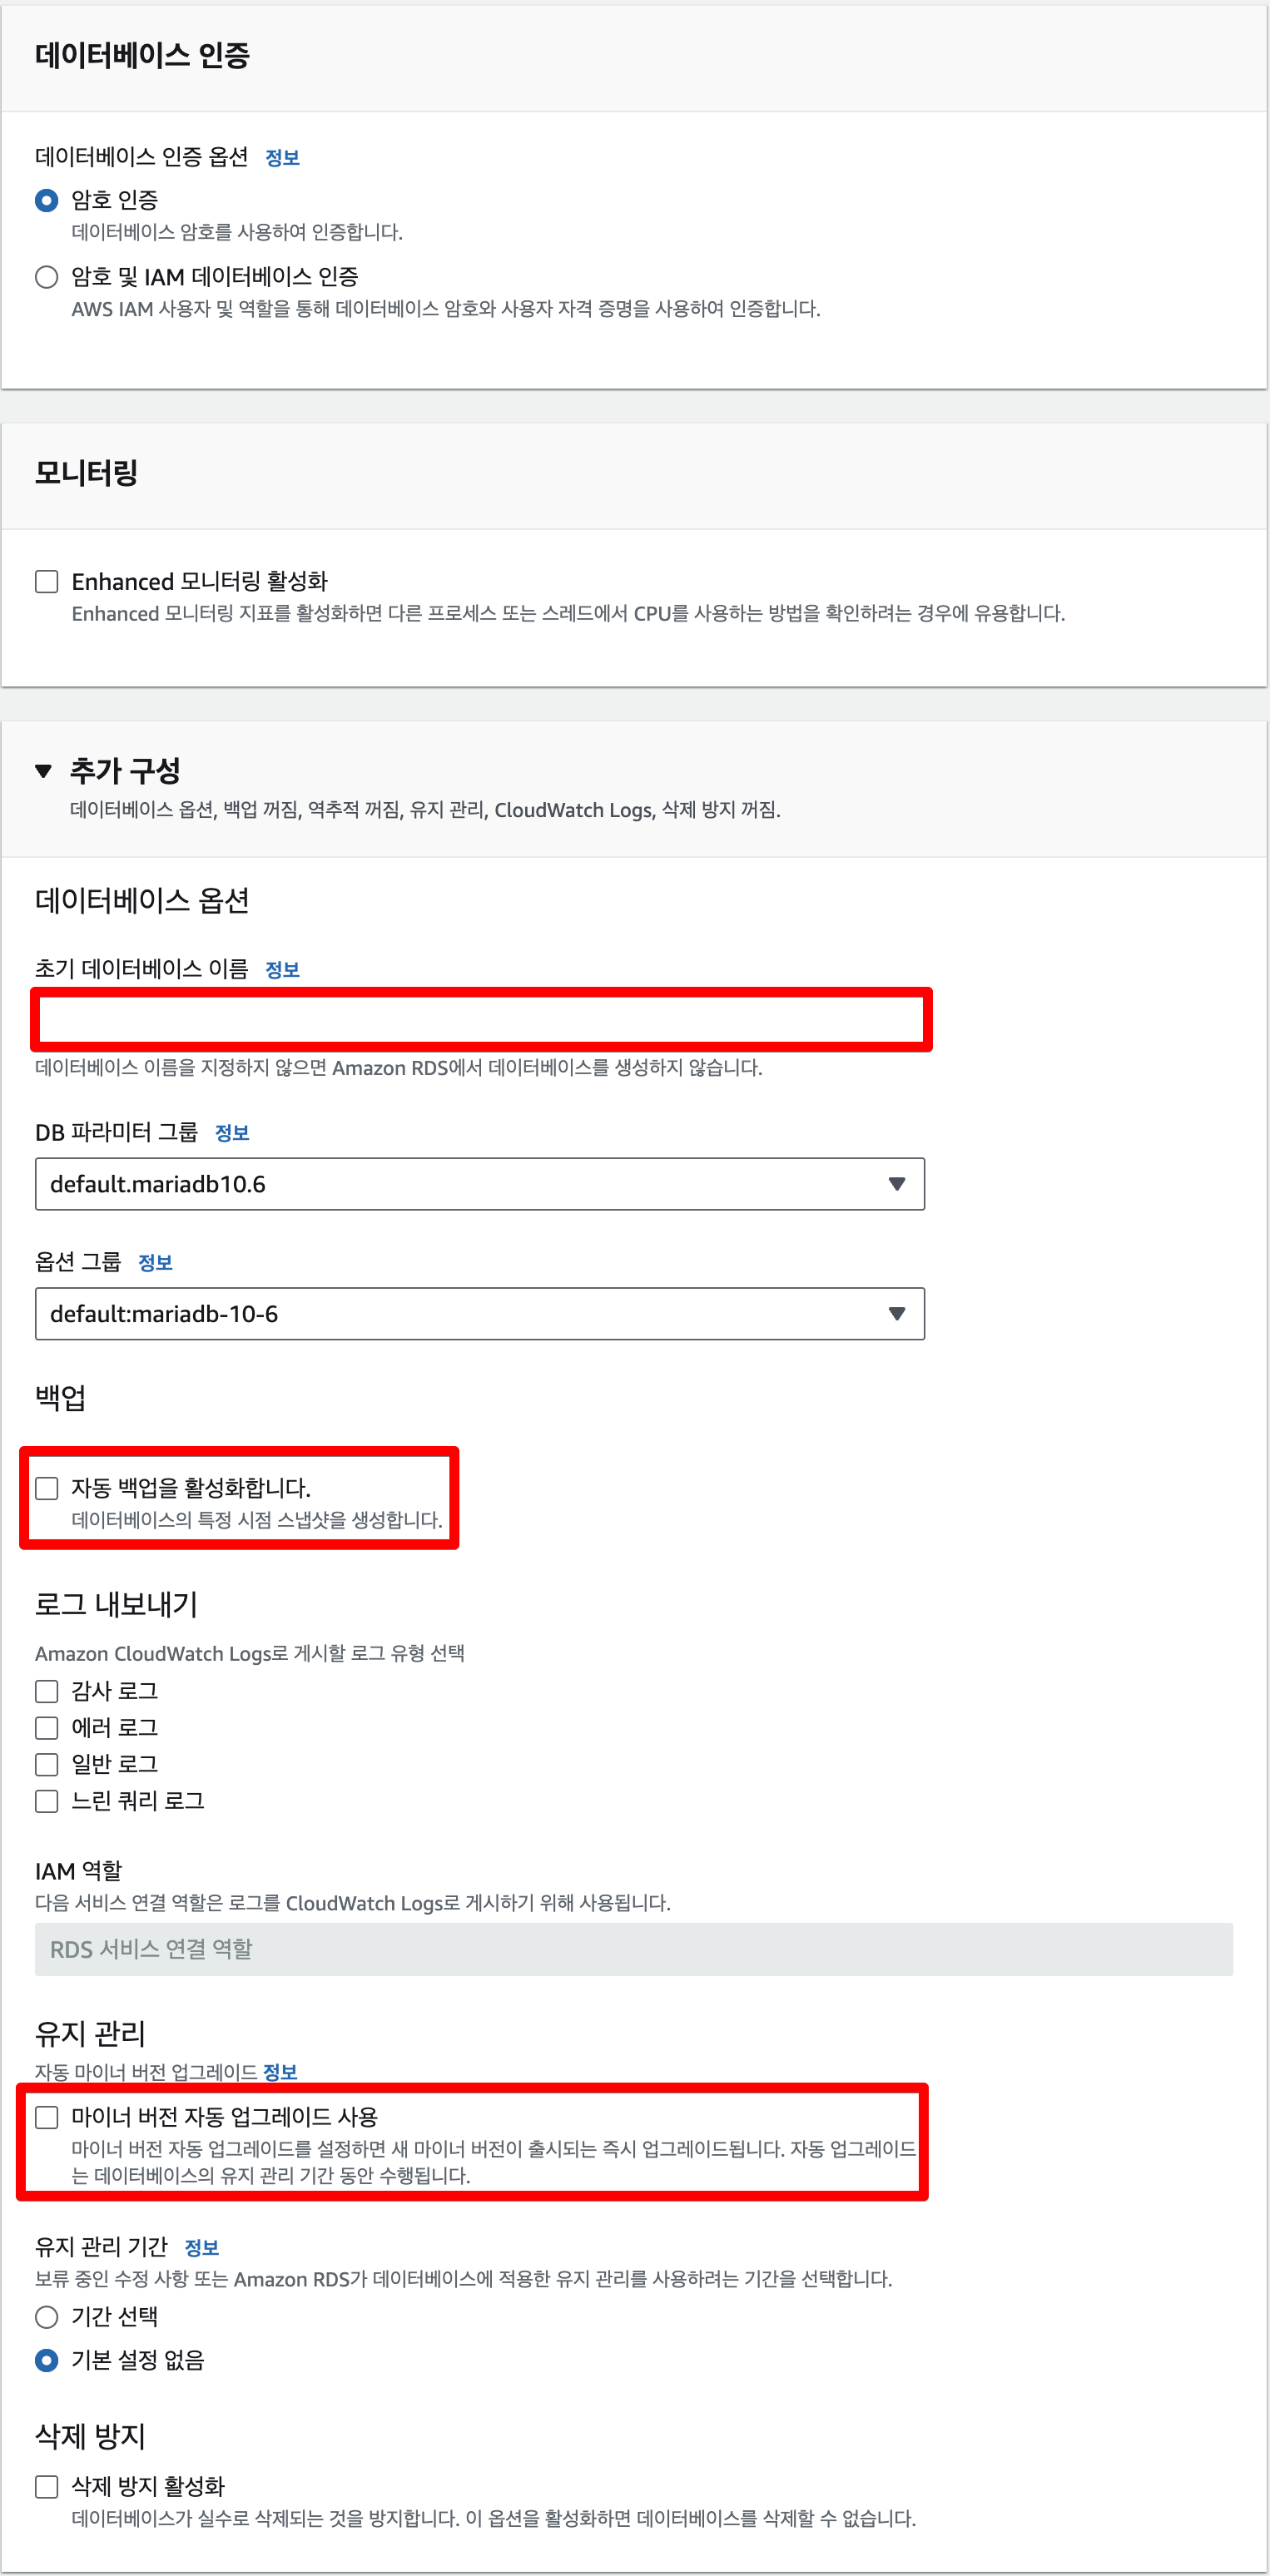 데이터베이스 인증
데이터베이스 인증 옵션 정보
암호 인증
데이터베이스 암호를 사용하여 인증합니다.
암호 및 IAM 데이터베이스 인증
AWS IAM 사용자 및 역할을 통해 데이터베이스 암호와 사용자 자격 증명을 사용하여 인증합니다.
모니터링
Enhanced 모니터링 활성화
Enhanced 모니터링 지표를 활성화하면 다른 프로세스 또는 스레드에서 CPU를 사용하는 방법을 확인하려는 경우에 유용합니다.
추가 구성
데이터베이스 옵션, 백업 꺼짐, 역추적 꺼짐, 유지 관리, CloudWatch Logs, 삭제 방지 꺼짐.
데이터베이스 옵션
초기 데이터베이스 이름 정보
데이터베이스 이름을 지정하지 않으면 Amazon RDS에서 데이터베이스를 생성하지 않습니다.
DB 파라미터 그룹 정보
default.mariadb10.6
옵션 그룹 정보
default:mariadb-10-6
백업
자동 백업을 활성화합니다.
데이터베이스의 특정 시점 스냅샷을 생성합니다.
로그 내보내기
Amazon CloudWatch Logs로 게시할 로그 유형 선택
감사 로그
에러 로그
일반 로그
느린 쿼리 로그
IAM 역할
다음 서비스 연결 역할은 로그를 CloudWatch Logs로 게시하기 위해 사용됩니다.
RDS 서비스 연결 역할
유지 관리
자동 마이너 버전 업그레이드 정보
마이너 버전 자동 업그레이드 사용
마이너 버전 자동 업그레이드를 설정하면 새 마이너 버전이 출시되는 즉시 업그레이드됩니다. 자동 업그레이드
는 데이터베이스의 유지 관리 기간 동안 수행됩니다.
유지 관리 기간 정보
보류 중인 수정 사항 또는 Amazon RDS가 데이터베이스에 적용한 유지 관리를 사용하려는 기간을 선택합니다.
기간 선택
기본 설정 없음
삭제 방지
삭제 방지 활성화
데이터베이스가 실수로 삭제되는 것을 방지합니다. 이 옵션을 활성화하면 데이터베이스를 삭제할 수 없습니다.